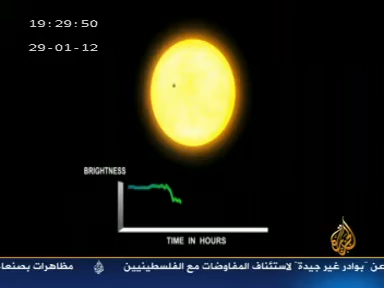 19:29:50
29-01-12
BRIGHTNESS
TIME IN HOURS
عن "بوادر غير جيدة" لاستئناف المفاوضات مع الفلسطينيين مظاهرات بصنعا